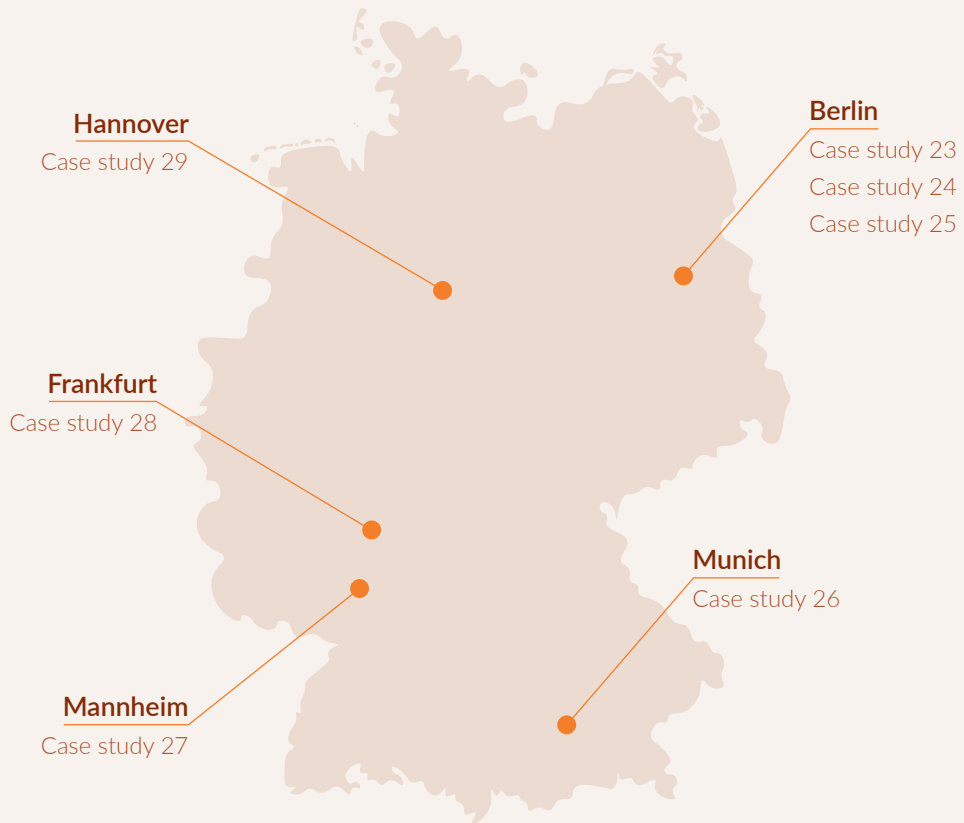 Hannover
Case study 29
Berlin
Case study 23
Case study 24
Case study 25
Frankfurt
Case study 28
Munich
Case study 26
Mannheim
Case study 27